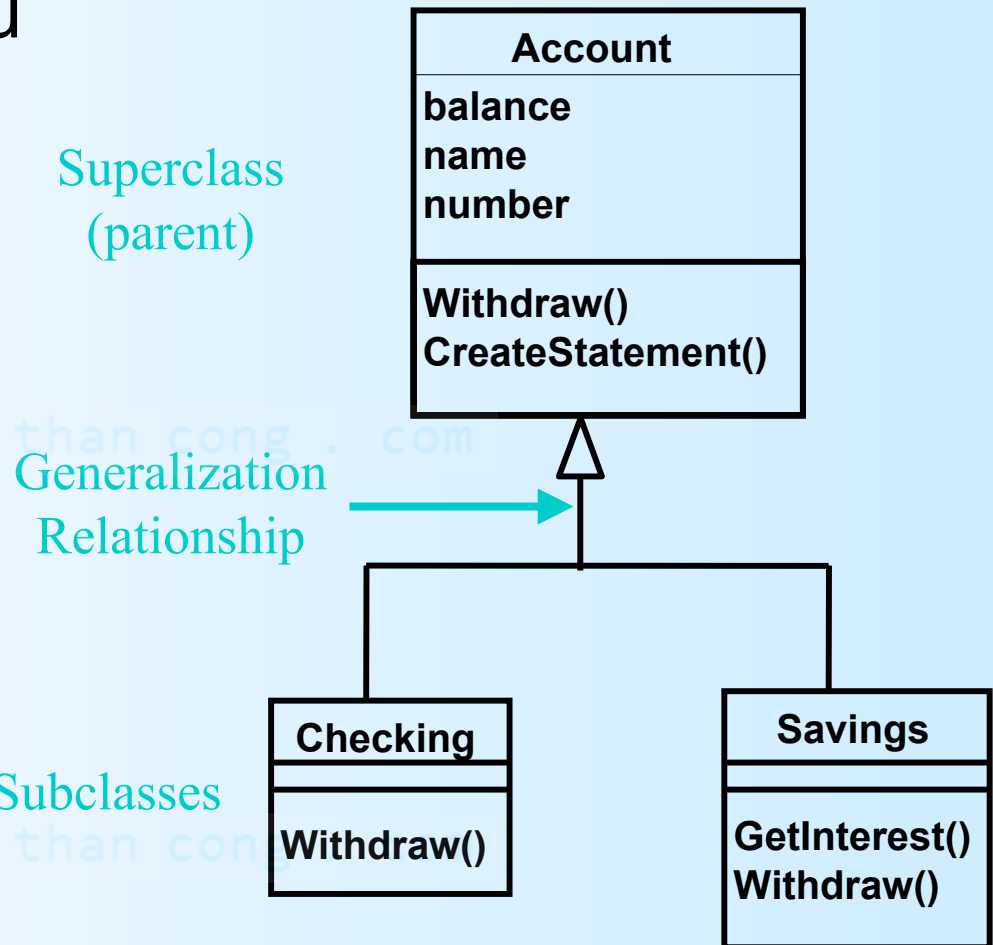 Account
balance
name
number
Superclass
(parent)
Withdraw()
CreateStatement()
than cong . com
Generalization
Relationship
Checking
Savings
Subclasses
Withdraw()
than cong
GetInterest()
Withdraw()